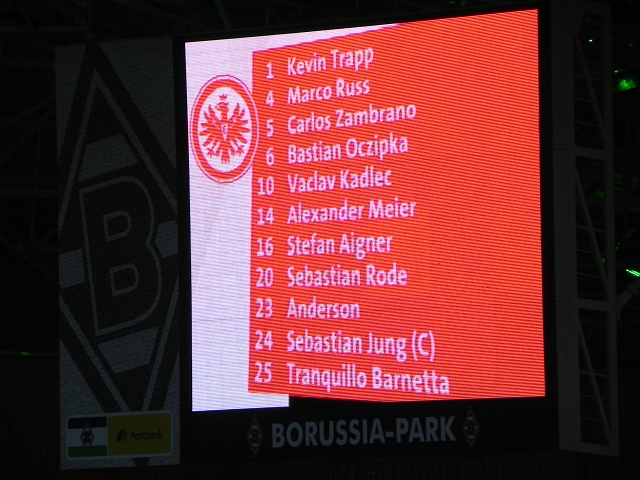 1 Kevin Trapp
4 Marco Russ
5 Carlos Zambrano
6 Bastian Oczipka
10 Vaclav Kadlec
14 Alexander Meier
16 Stefan Aigner
20 Sebastian Rode
23 Anderson
24 Sebastian Jung (C)
25 Tranquillo Barnetta
B
Postbank
BORUSSIA-PARK